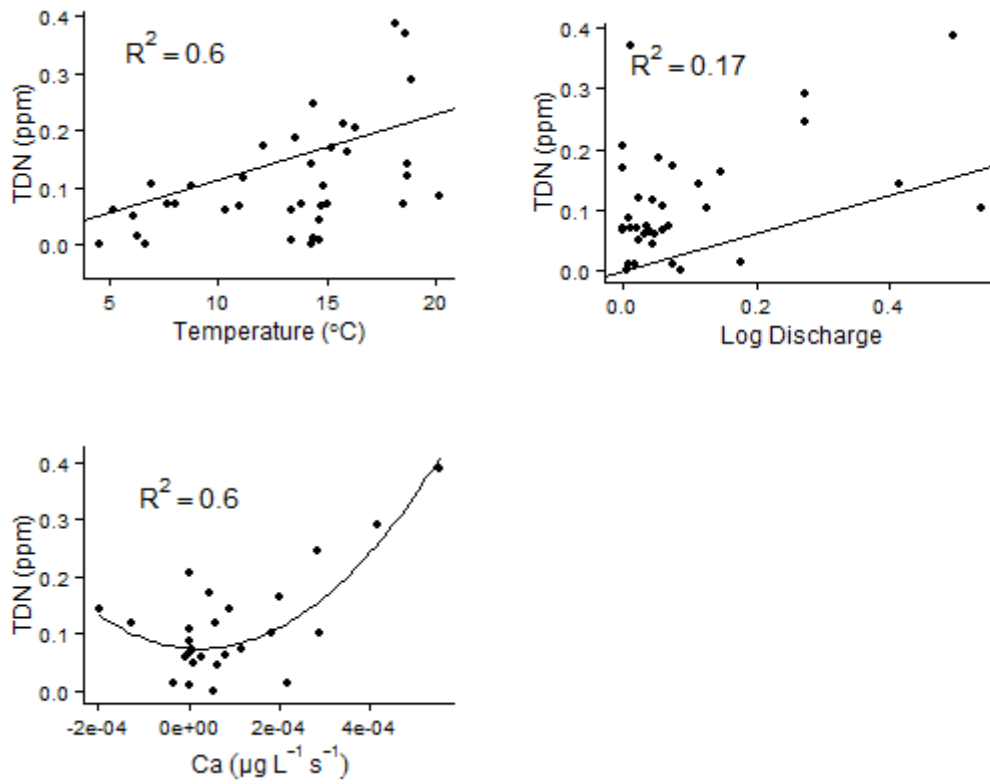 R² = 0.6
TDN (ppm)
0.4
0.3
0.2
0.1
0.0
5 10 15 20
Temperature (°C)
R² = 0.17
TDN (ppm)
0.4
0.3
0.2
0.1
0.0
0.0 0.2 0.4
Log Discharge
R² = 0.6
TDN (ppm)
0.4
0.3
0.2
0.1
0.0
-2e-04 0e+00 2e-04 4e-04
Ca (µg L⁻¹ s⁻¹)